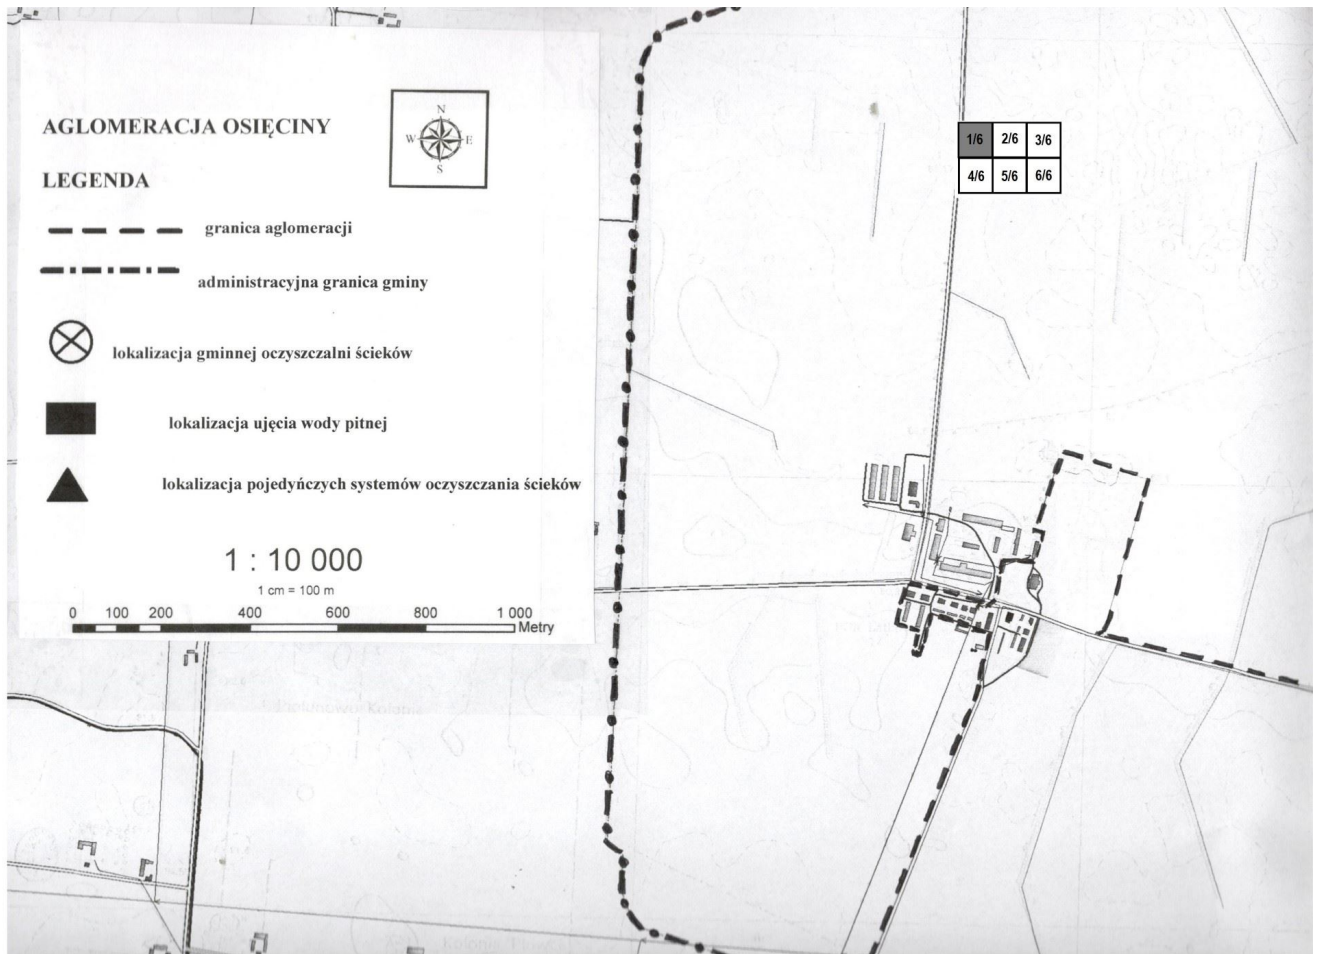 AGLOMERACJA OSIĘCINY
N
W E
S
LEGENDA
granica aglomeracji
administracyjna granica gminy
lokalizacja gminnej oczyszczalni ścieków
lokalizacja ujęcia wody pitnej
lokalizacja pojedyńczych systemów oczyszczania ścieków
1 : 10 000
1 cm = 100 m
0 100 200 400 600 800 1 000
Metry
1/6 2/6 3/6
4/6 5/6 6/6
Kolonia